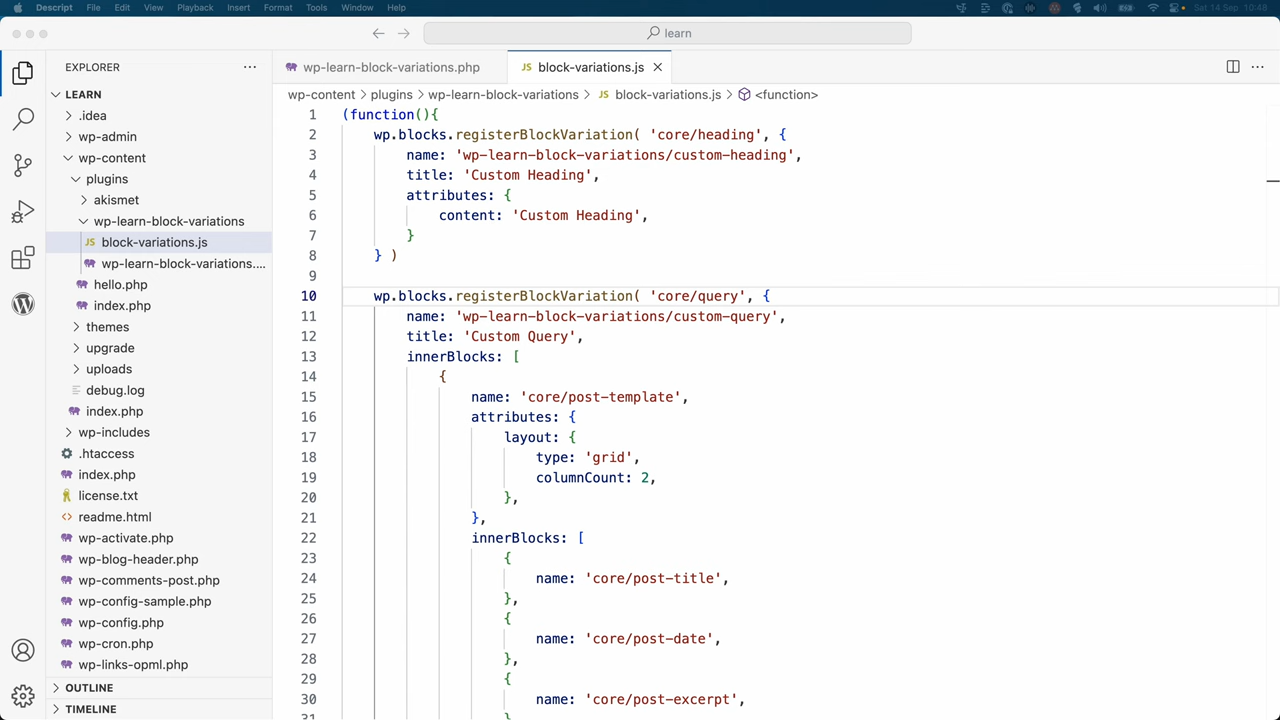 Descript File Edit View Playback Insert Format Tools Window Help Sat 14 Sep 10:48
learn
EXPLORER
wp-learn-block-variations.php
JS block-variations.js
wp-content plugins wp-learn-block-variations JS block-variations.js <function>
LEARN
.idea
wp-admin
wp-content
plugins
akismet
wp-learn-block-variations
JS block-variations.js
wp-learn-block-variations....
hello.php
index.php
themes
upgrade
uploads
debug.log
index.php
wp-includes
.htaccess
index.php
license.txt
readme.html
wp-activate.php
wp-blog-header.php
wp-comments-post.php
wp-config-sample.php
wp-config.php
wp-cron.php
wp-links-opml.php
OUTLINE
TIMELINE
1 (function(){
2 wp.blocks.registerBlockVariation( 'core/heading', {
3 name: 'wp-learn-block-variations/custom-heading',
4 title: 'Custom Heading',
5 attributes: {
6 content: 'Custom Heading',
7 }
8 } )
9
10 wp.blocks.registerBlockVariation( 'core/query', {
11 name: 'wp-learn-block-variations/custom-query',
12 title: 'Custom Query',
13 innerBlocks: [
14 {
15 name: 'core/post-template',
16 attributes: {
17 layout: {
18 type: 'grid',
19 columnCount: 2,
20 },
21 },
22 innerBlocks: [
23 {
24 name: 'core/post-title',
25 },
26 {
27 name: 'core/post-date',
28 },
29 {
30 name: 'core/post-excerpt',
31 }